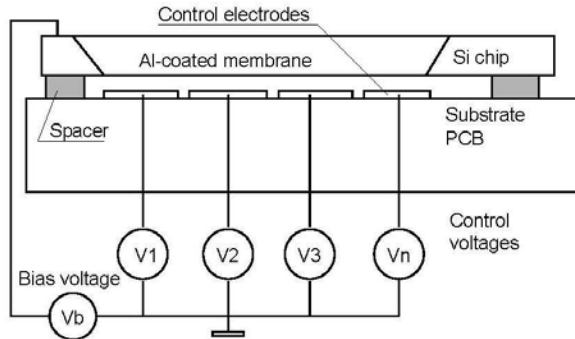 Control electrodes
Al-coated membrane
Si chip
Spacer
Substrate
PCB
Control
voltages
V1
V2
V3
Vn
Bias voltage
Vb